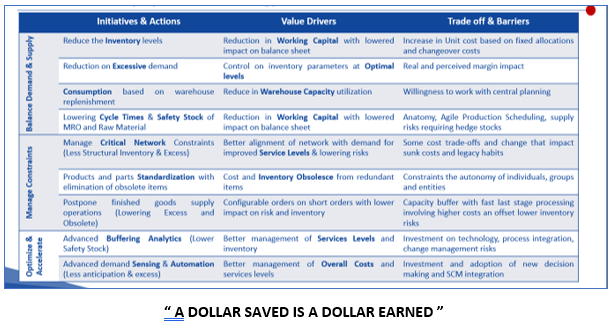 Initiatives & Actions Value Drivers Trade off & Barriers
Balance Demand & Supply
Reduce the Inventory levels
Reduction in Working Capital with lowered
impact on balance sheet
Increase in Unit cost based on fixed allocations
and changeover costs
Reduction on Excessive demand
Control on inventory parameters at Optimal
levels
Real and perceived margin impact
Consumption based on warehouse
replenishment
Reduce in Warehouse Capacity utilization
Willingness to work with central planning
Lowering Cycle Times & Safety Stock of
MRO and Raw Material
Reduction in Working Capital with lowered
impact on balance sheet
Anatomy, Agile Production Scheduling, supply
risks requiring hedge stocks
Manage Constraints
Manage Critical Network Constraints
(Less Structural Inventory & Excess)
Better alignment of network with demand for
improved Service Levels & lowering risks
Some cost trade-offs and change that impact
sunk costs and legacy habits
Products and parts Standardization with
elimination of obsolete items
Cost and Inventory Obsolesce from redundant
items
Constraints the autonomy of individuals, groups
and entities
Postpone finished goods supply
operations (Lowering Excess and
Obsolete)
Configurable orders on short orders with lower
impact on risk and inventory
Capacity buffer with fast last stage processing
involving higher costs an offset lower inventory
risks
Optimize &
Accelerate
Advanced Buffering Analytics (Lower
Safety Stock)
Better management of Services Levels and
inventory
Investment on technology, process integration,
change management risks
Advanced demand Sensing & Automation
(Less anticipation & excess)
Better management of Overall Costs and
services levels
Investment and adoption of new decision
making and SCM integration
“ A DOLLAR SAVED IS A DOLLAR EARNED ”